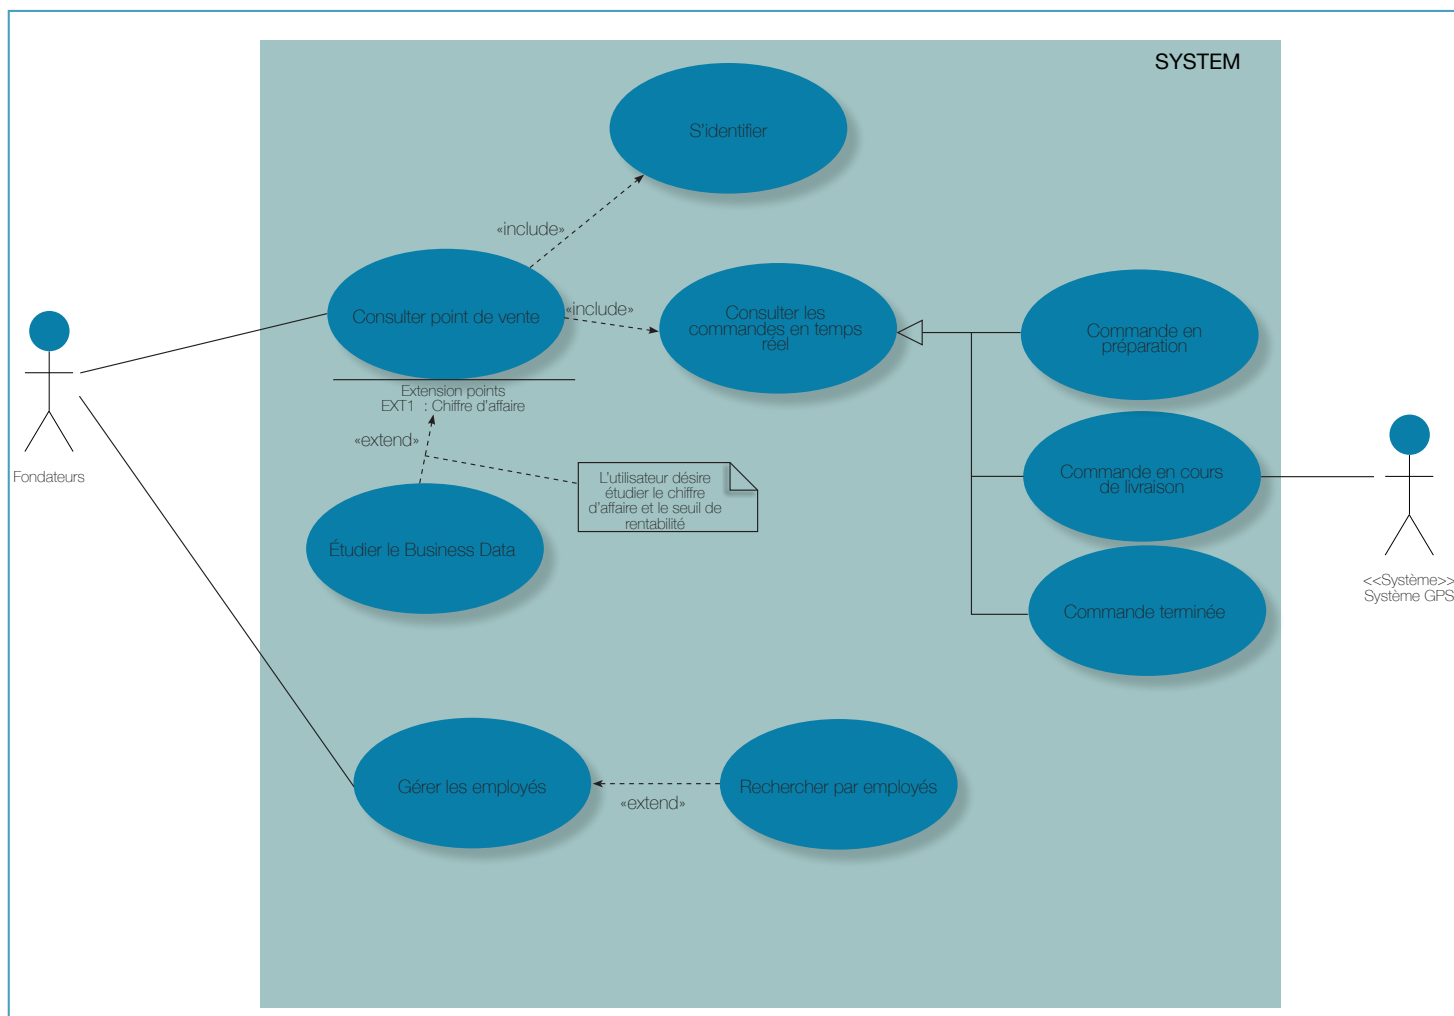 SYSTEM
S'identifier
«include»
Consulter point de vente
«include»
Consulter les
commandes en temps
réel
Commande en
préparation
Extension points
EXT1 : Chiffre d'affaire
«extend»
Fondateurs
L'utilisateur désire
étudier le chiffre
d'affaire et le seuil de
rentabilité
Commande en cours
de livraison
Étudier le Business Data
<<Système>>
Système GPS
Commande terminée
Gérer les employés
«extend»
Rechercher par employés